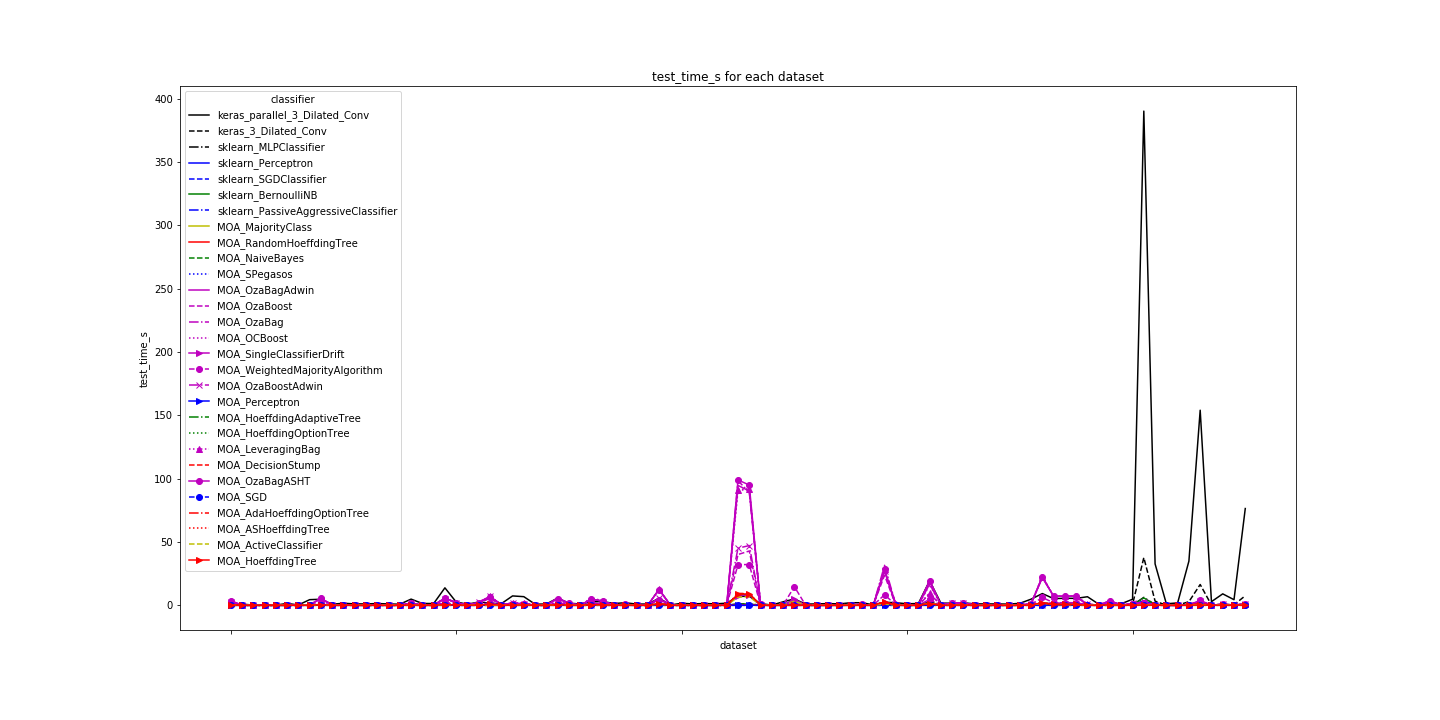 test_time_s for each dataset
400
350
300
250
200
150
100
50
0
test_time_s
classifier
keras_parallel_3_Dilated_Conv
keras_3_Dilated_Conv
sklearn_MLPClassifier
sklearn_Perceptron
sklearn_SGDClassifier
sklearn_BernoulliNB
sklearn_PassiveAggressiveClassifier
MOA_MajorityClass
MOA_RandomHoeffdingTree
MOA_NaiveBayes
MOA_SPegasos
MOA_OzaBagAdwin
MOA_OzaBoost
MOA_OzaBag
MOA_OCBoost
MOA_SingleClassifierDrift
MOA_WeightedMajorityAlgorithm
MOA_OzaBoostAdwin
MOA_Perceptron
MOA_HoeffdingAdaptiveTree
MOA_HoeffdingOptionTree
MOA_LeveragingBag
MOA_DecisionStump
MOA_OzaBagASHT
MOA_SGD
MOA_AdaHoeffdingOptionTree
MOA_ASHoeffdingTree
MOA_ActiveClassifier
MOA_HoeffdingTree
dataset